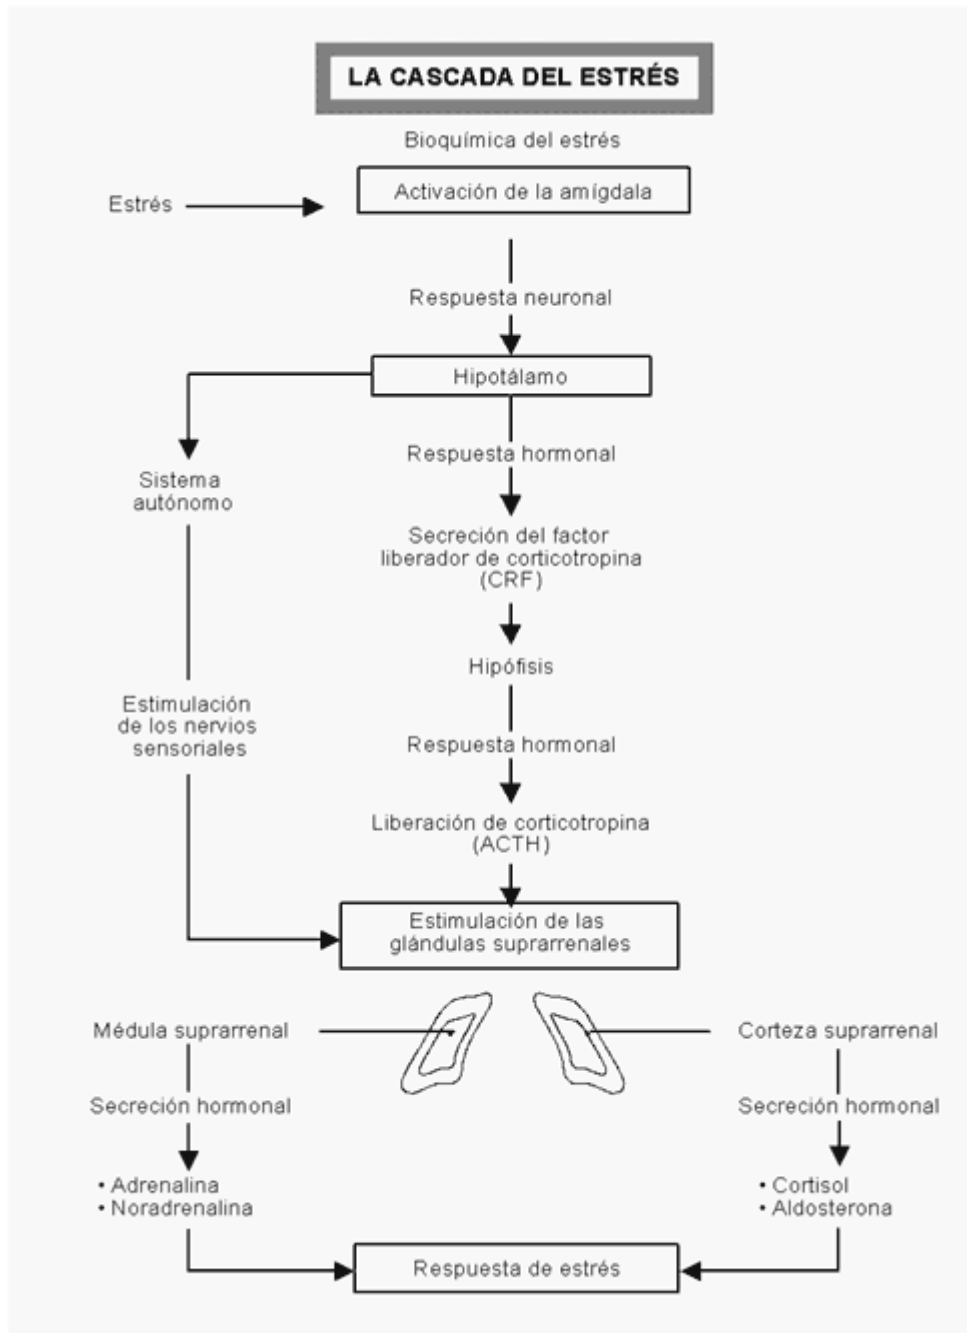 LA CASCADA DEL ESTRÉS
Bioquímica del estrés
Activación de la amígdala
Estrés
Respuesta neuronal
Hipotálamo
Respuesta hormonal
Sistema
autónomo
Secreción del factor
liberador de corticotropina
(CRF)
Hipófisis
Estimulación
de los nervios
sensoriales
Respuesta hormonal
Liberación de corticotropina
(ACTH)
Estimulación de las
glándulas suprarrenales
Médula suprarrenal
Corteza suprarrenal
Secreción hormonal
Secreción hormonal
• Adrenalina
• Noradrenalina
• Cortisol
• Aldosterona
Respuesta de estrés